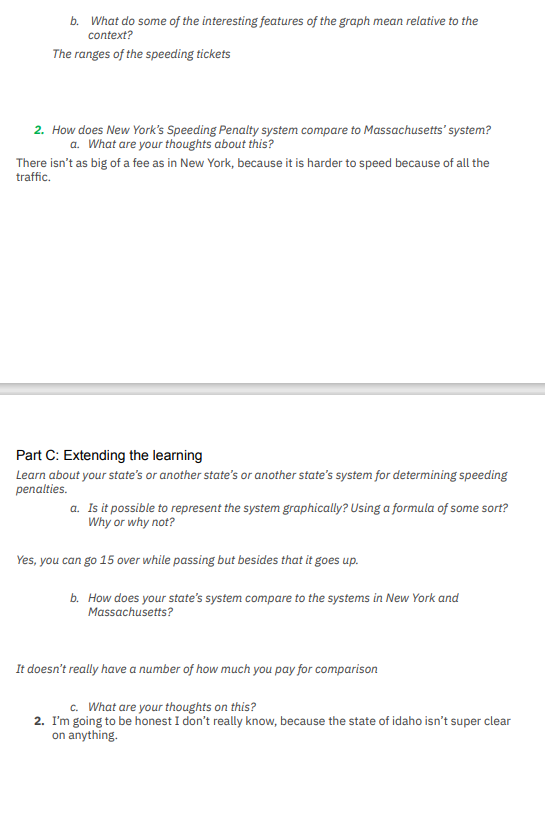 b. What do some of the interesting features of the graph mean relative to the
context?
The ranges of the speeding tickets
2. How does New York's Speeding Penalty system compare to Massachusetts' system?
a. What are your thoughts about this?
There isn't as big of a fee as in New York, because it is harder to speed because of all the
traffic.
Part C: Extending the learning
Learn about your state's or another state's or another state's system for determining speeding
penalties.
a. Is it possible to represent the system graphically? Using a formula of some sort?
Why or why not?
Yes, you can go 15 over while passing but besides that it goes up.
b. How does your state's system compare to the systems in New York and
Massachusetts?
It doesn't really have a number of how much you pay for comparison
c. What are your thoughts on this?
2. I'm going to be honest I don't really know, because the state of idaho isn't super clear
on anything.